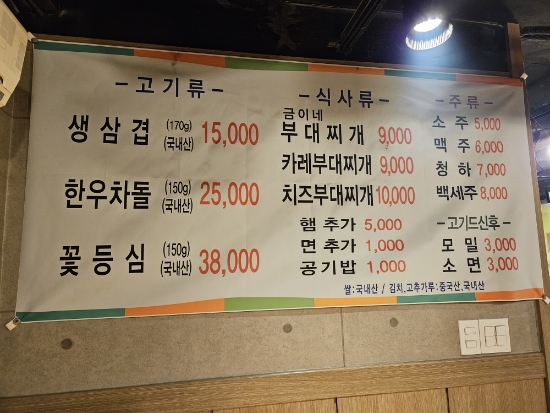 - 고기류 -
생삼겹 (170g) (국내산) 15,000
한우차돌 (150g) (국내산) 25,000
꽃등심 (150g) (국내산) 38,000
- 식사류 -
금이네
부대찌개 9,000
카레부대찌개 9,000
치즈부대찌개 10,000
햄 추가 5,000
면 추가 1,000
공기밥 1,000
- 주류 -
소주 5,000
맥주 6,000
청하 7,000
백세주 8,000
-고기드신후-
모밀 3,000
소면 3,000
쌀:국내산 / 김치,고추가루:중국산,국내산